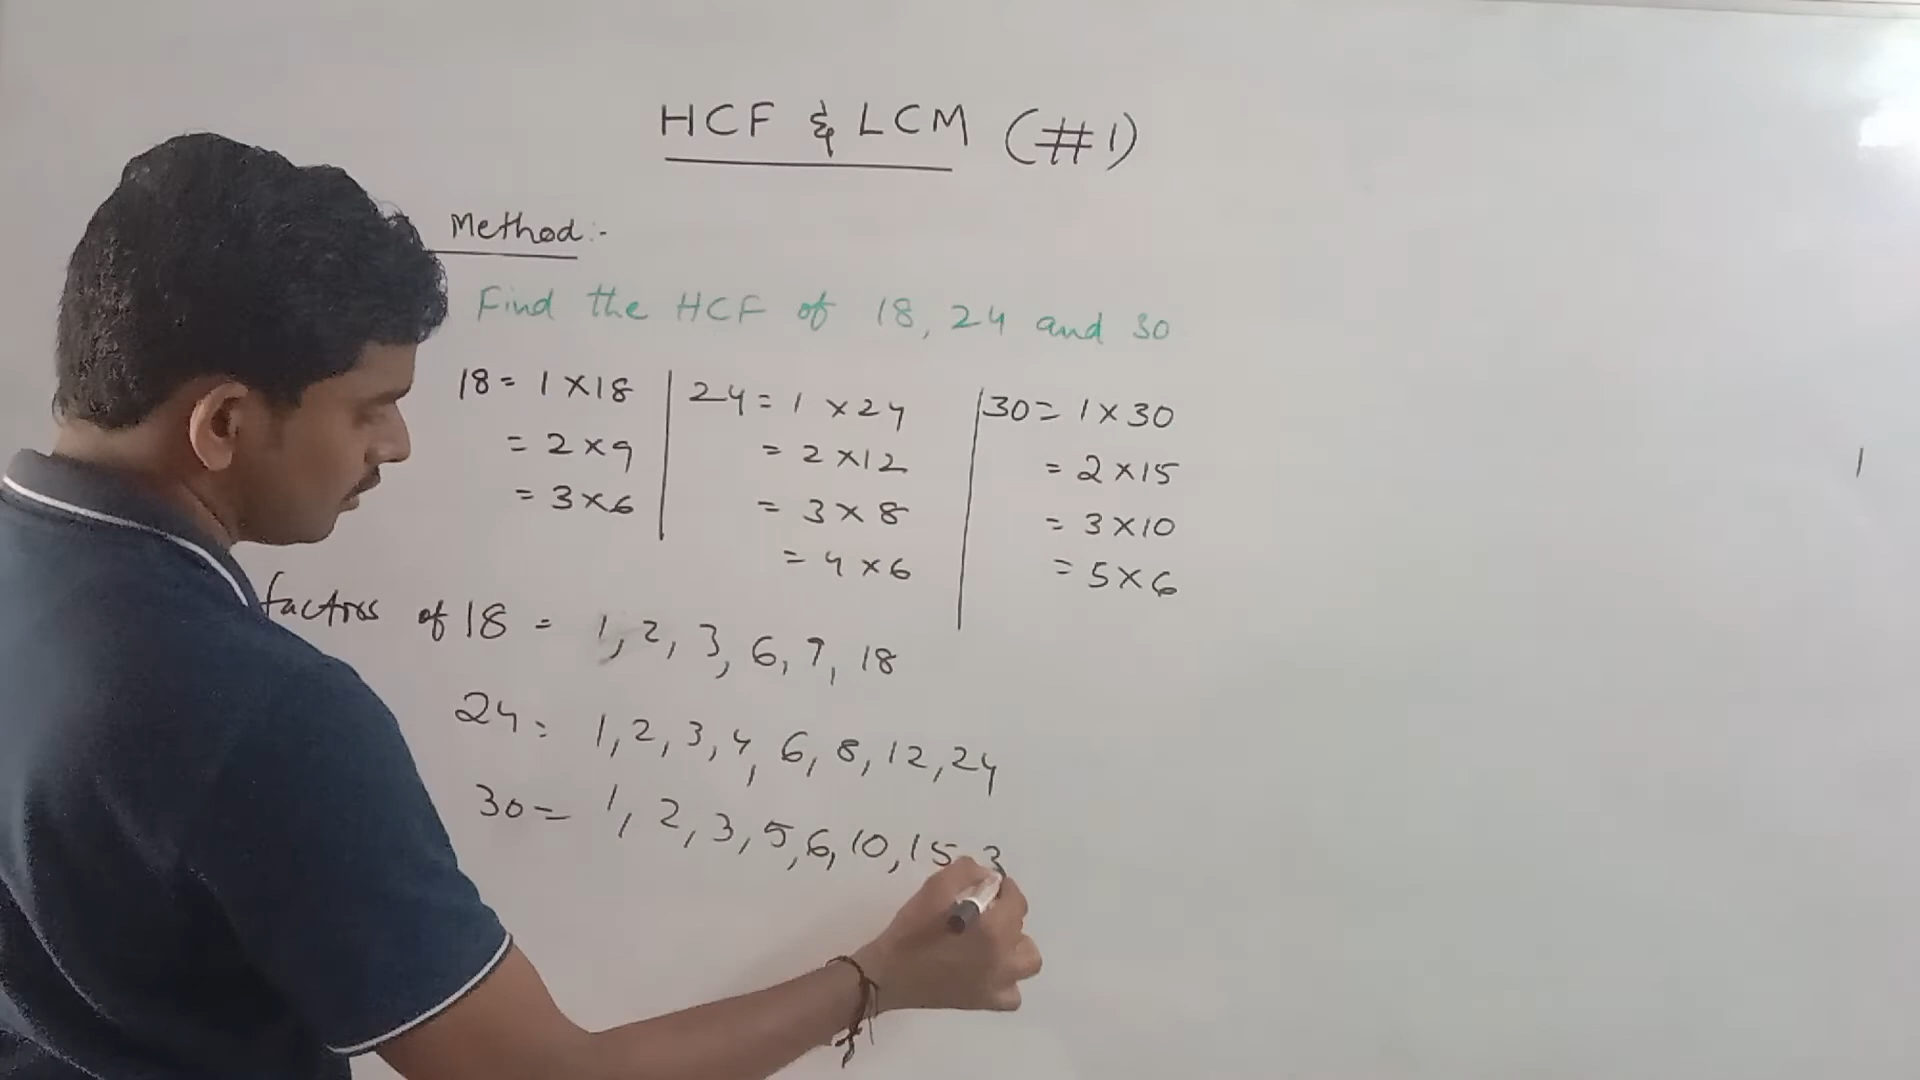 HCF & LCM (#1)
Method:-
Find the HCF of 18, 24 and 30
18 = 1 × 18
= 2 × 9
= 3 × 6
24 = 1 × 24
= 2 × 12
= 3 × 8
= 4 × 6
30 = 1 × 30
= 2 × 15
= 3 × 10
= 5 × 6
factors of 18 = 1, 2, 3, 6, 9, 18
24 = 1, 2, 3, 4, 6, 8, 12, 24
30 = 1, 2, 3, 5, 6, 10, 15, 3